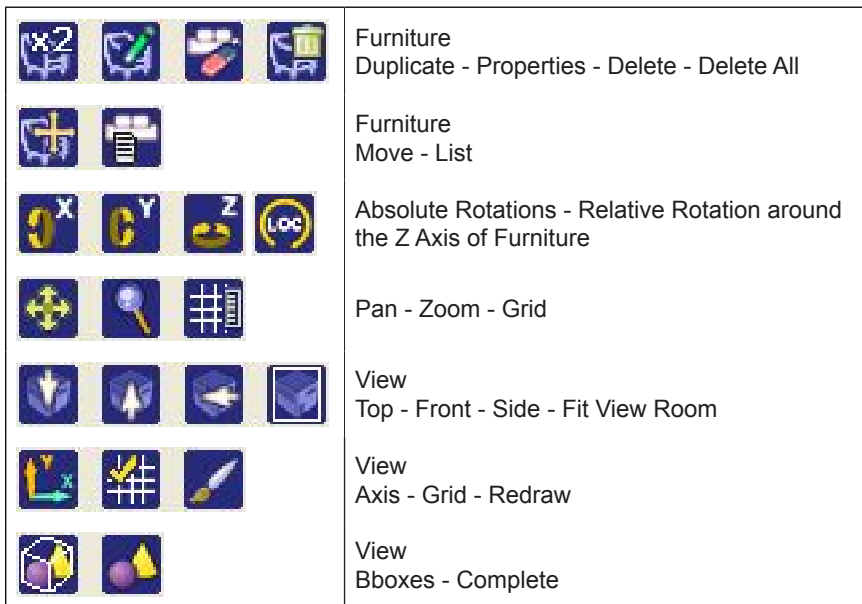 x2
Furniture
Duplicate - Properties - Delete - Delete All
Furniture
Move - List
X Y Z LOC
Absolute Rotations - Relative Rotation around
the Z Axis of Furniture
Pan - Zoom - Grid
View
Top - Front - Side - Fit View Room
Y X
View
Axis - Grid - Redraw
View
Bboxes - Complete